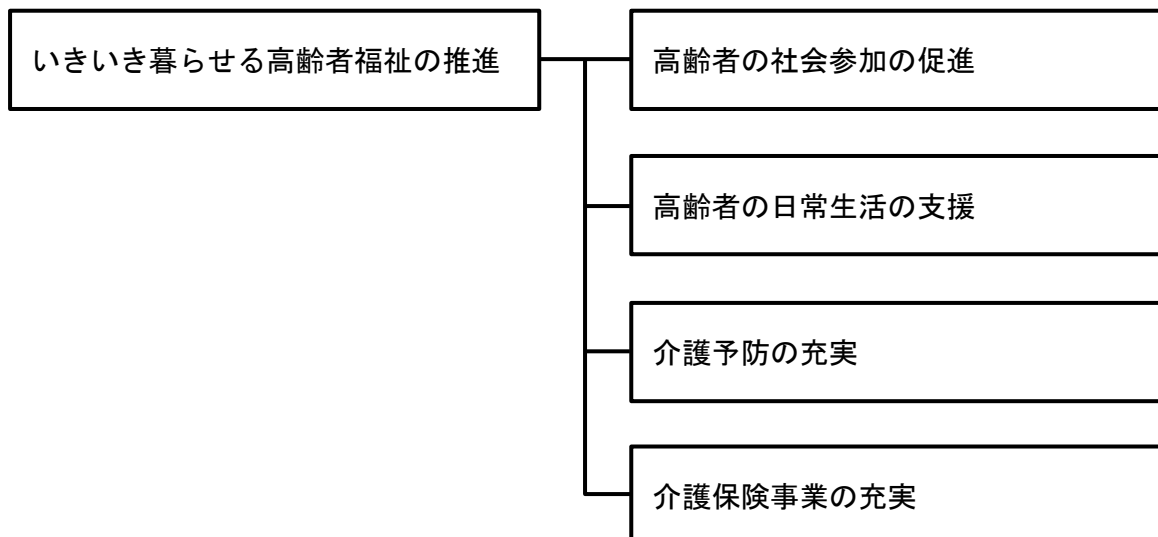 いきいき暮らせる高齢者福祉の推進
高齢者の社会参加の促進
高齢者の日常生活の支援
介護予防の充実
介護保険事業の充実